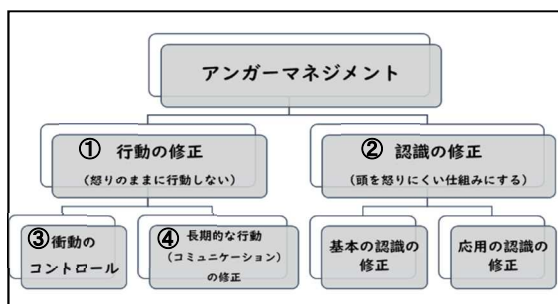 アンガーマネジメント
① 行動の修正
(怒りのままに行動しない)
② 認識の修正
(頭を怒りにくい仕組みにする)
③ 衝動の
コントロール
④ 長期的な行動
(コミュニケーション)
の修正
基本の認識の
修正
応用の認識の
修正